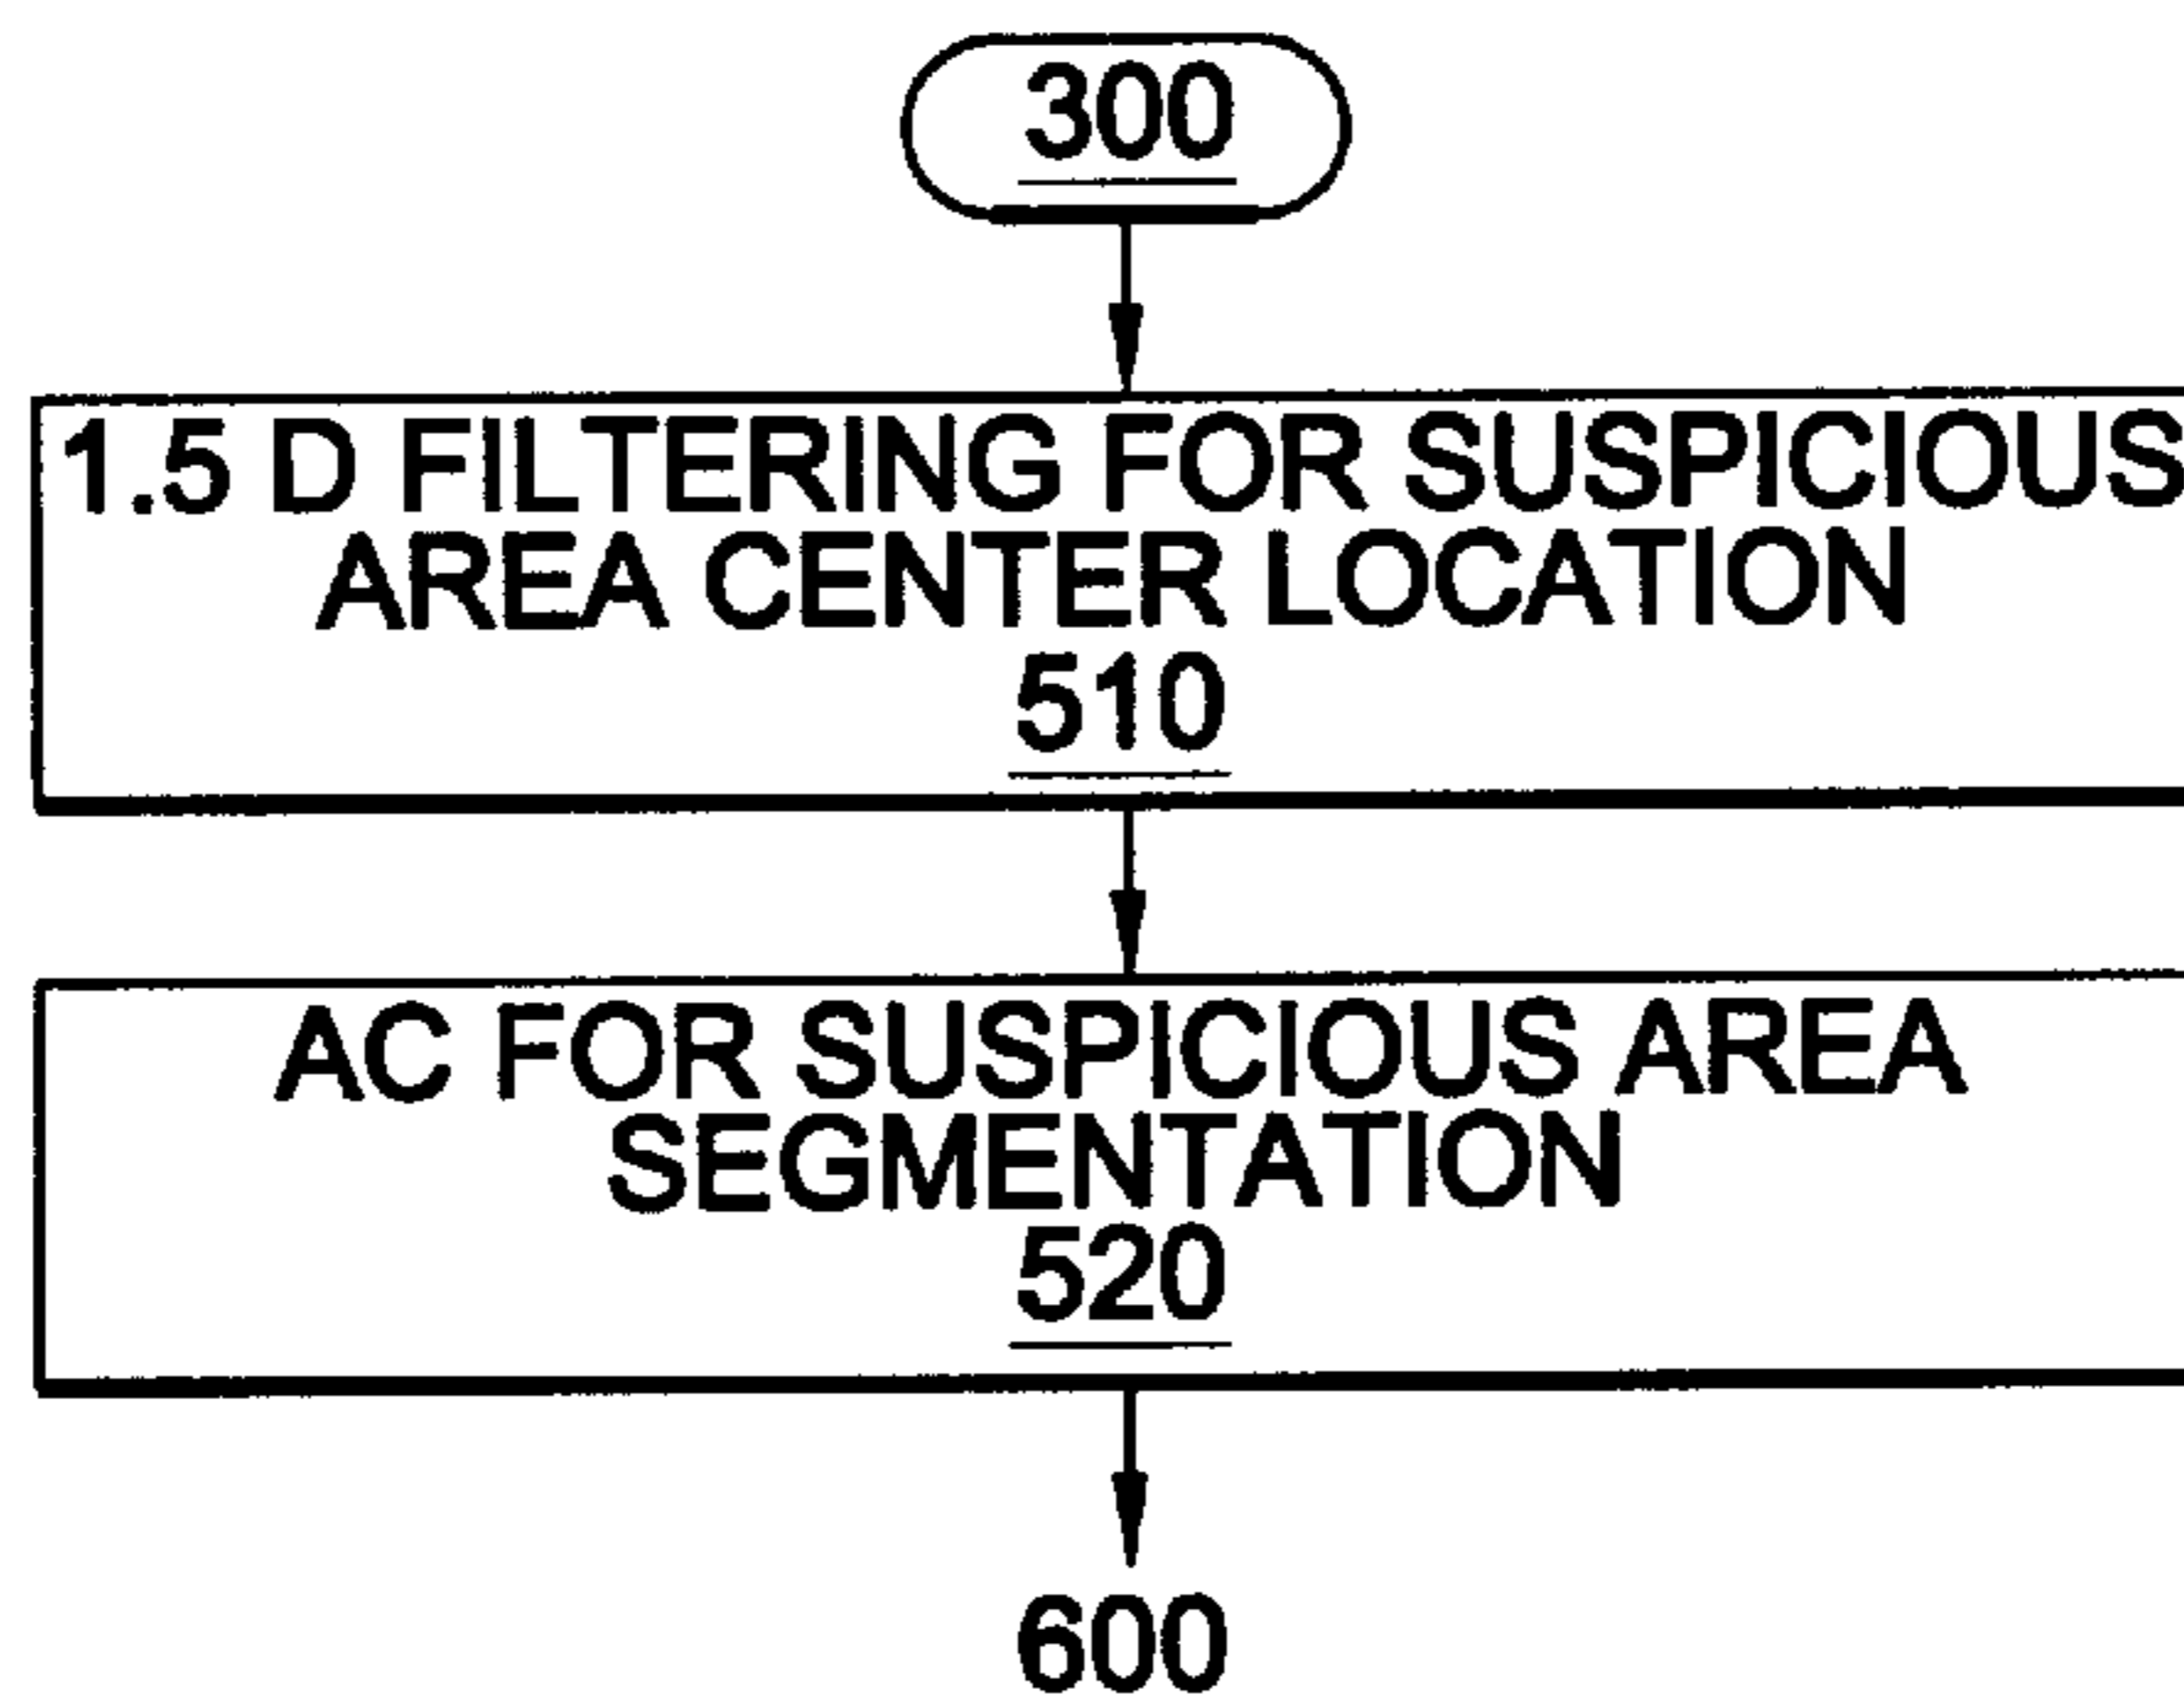 300
1.5 D FILTERING FOR SUSPICIOUS
AREA CENTER LOCATION
510
AC FOR SUSPICIOUS AREA
SEGMENTATION
520
600